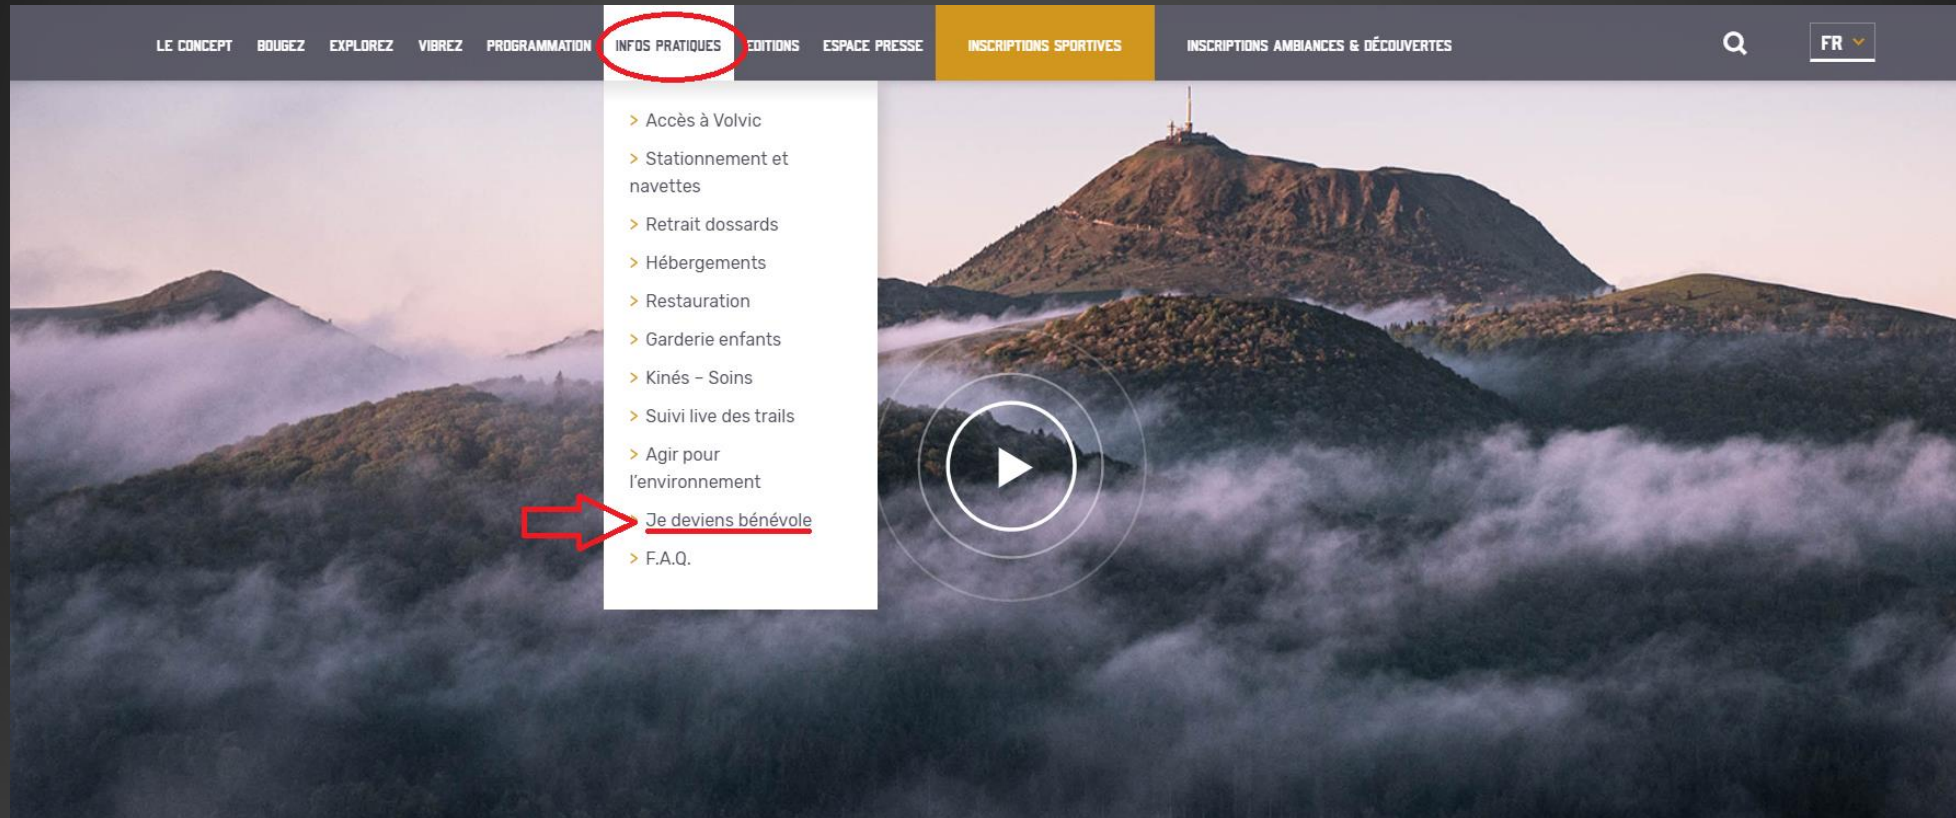 LE CONCEPT BOUGEZ EXPLOREZ VIBREZ PROGRAMMATION INFOS PRATIQUES EDITIONS ESPACE PRESSE INSCRIPTIONS SPORTIVES INSCRIPTIONS AMBIANCES & DÉCOUVERTES FR
> Accès à Volvic
> Stationnement et
navettes
> Retrait dossards
> Hébergements
> Restauration
> Garderie enfants
> Kinés – Soins
> Suivi live des trails
> Agir pour
l'environnement
> Je deviens bénévole
> F.A.Q.